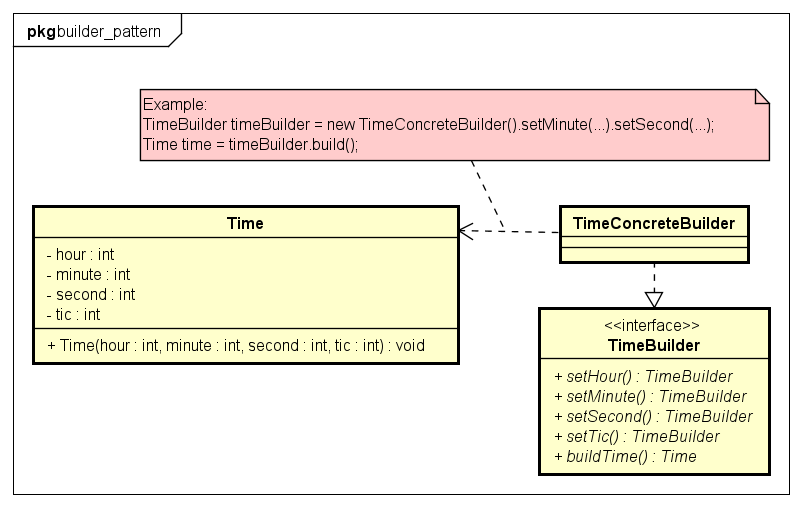 pkg builder_pattern
Example:
TimeBuilder timeBuilder = new TimeConcreteBuilder().setMinute(...).setSecond(...);
Time time = timeBuilder.build();
Time
- hour : int
- minute : int
- second : int
- tic : int
+ Time(hour : int, minute : int, second : int, tic : int) : void
TimeConcreteBuilder
<<interface>>
TimeBuilder
+ setHour() : TimeBuilder
+ setMinute() : TimeBuilder
+ setSecond() : TimeBuilder
+ setTic() : TimeBuilder
+ buildTime() : Time